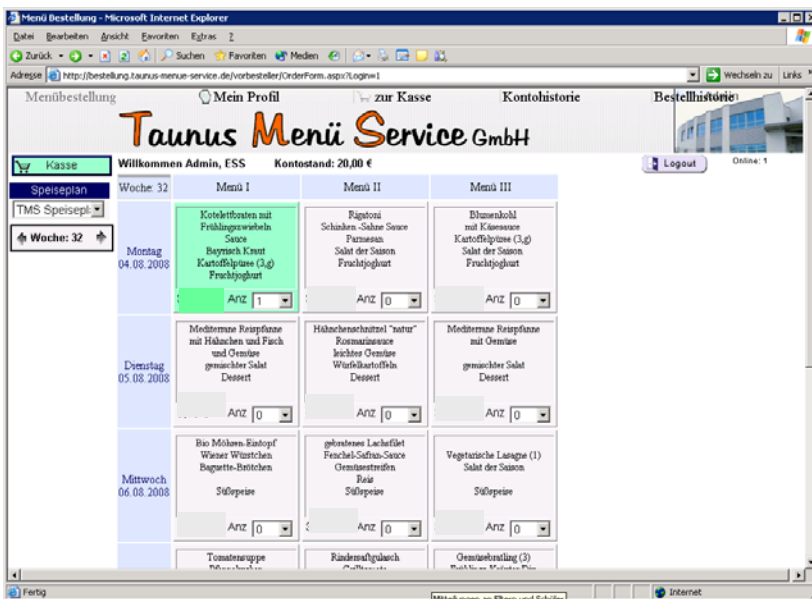 Menü Bestellung - Microsoft Internet Explorer
Datei Bearbeiten Ansicht Favoriten Extras ?
Zurück Suchen Favoriten Medien
Adresse http://bestellung.taunus-menue-service.de/vorbesteller/OrderForm.aspx?Login=1 Wechseln zu Links
Menübestellung Mein Profil zur Kasse Kontohistorie Bestellhistorie
Taunus Menü Service GmbH
Kasse Willkommen Admin, ESS Kontostand: 20,00 € Logout Online: 1
Speiseplan Woche: 32 Menü I Menü II Menü III
TMS Speisepl
Woche: 32
Montag
04.08.2008
Kotelettbraten mit
Frühlingszwiebeln
Sauce
Bayrisch Kraut
Kartoffelpüree (3,g)
Fruchtjoghurt
Anz 1
Rigatoni
Schinken -Sahne Sauce
Parmesan
Salat der Saison
Fruchtjoghurt
Anz 0
Blumenkohl
mit Käsesauce
Kartoffelpüree (3,g)
Salat der Saison
Fruchtjoghurt
Anz 0
Dienstag
05.08.2008
Mediterrane Reispfanne
mit Hähnchen und Fisch
und Gemüse
gemischter Salat
Dessert
Anz 0
Hähnchenschnitzel "natur"
Rosmarinsauce
leichtes Gemüse
Würfelkartoffeln
Dessert
Anz 0
Mediterrane Reispfanne
mit Gemüse
gemischter Salat
Dessert
Anz 0
Mittwoch
06.08.2008
Bio Möhren-Eintopf
Wiener Würstchen
Baguette-Brötchen
Süßspeise
Anz 0
gebratenes Lachsfilet
Fenchel-Safran-Sauce
Gemüsestreifen
Reis
Süßspeise
Anz 0
Vegetarische Lasagne (1)
Salat der Saison
Süßspeise
Anz 0
Tomatensuppe
Rindersaftgulasch
Gemüsebratling (3)
Fertig Internet